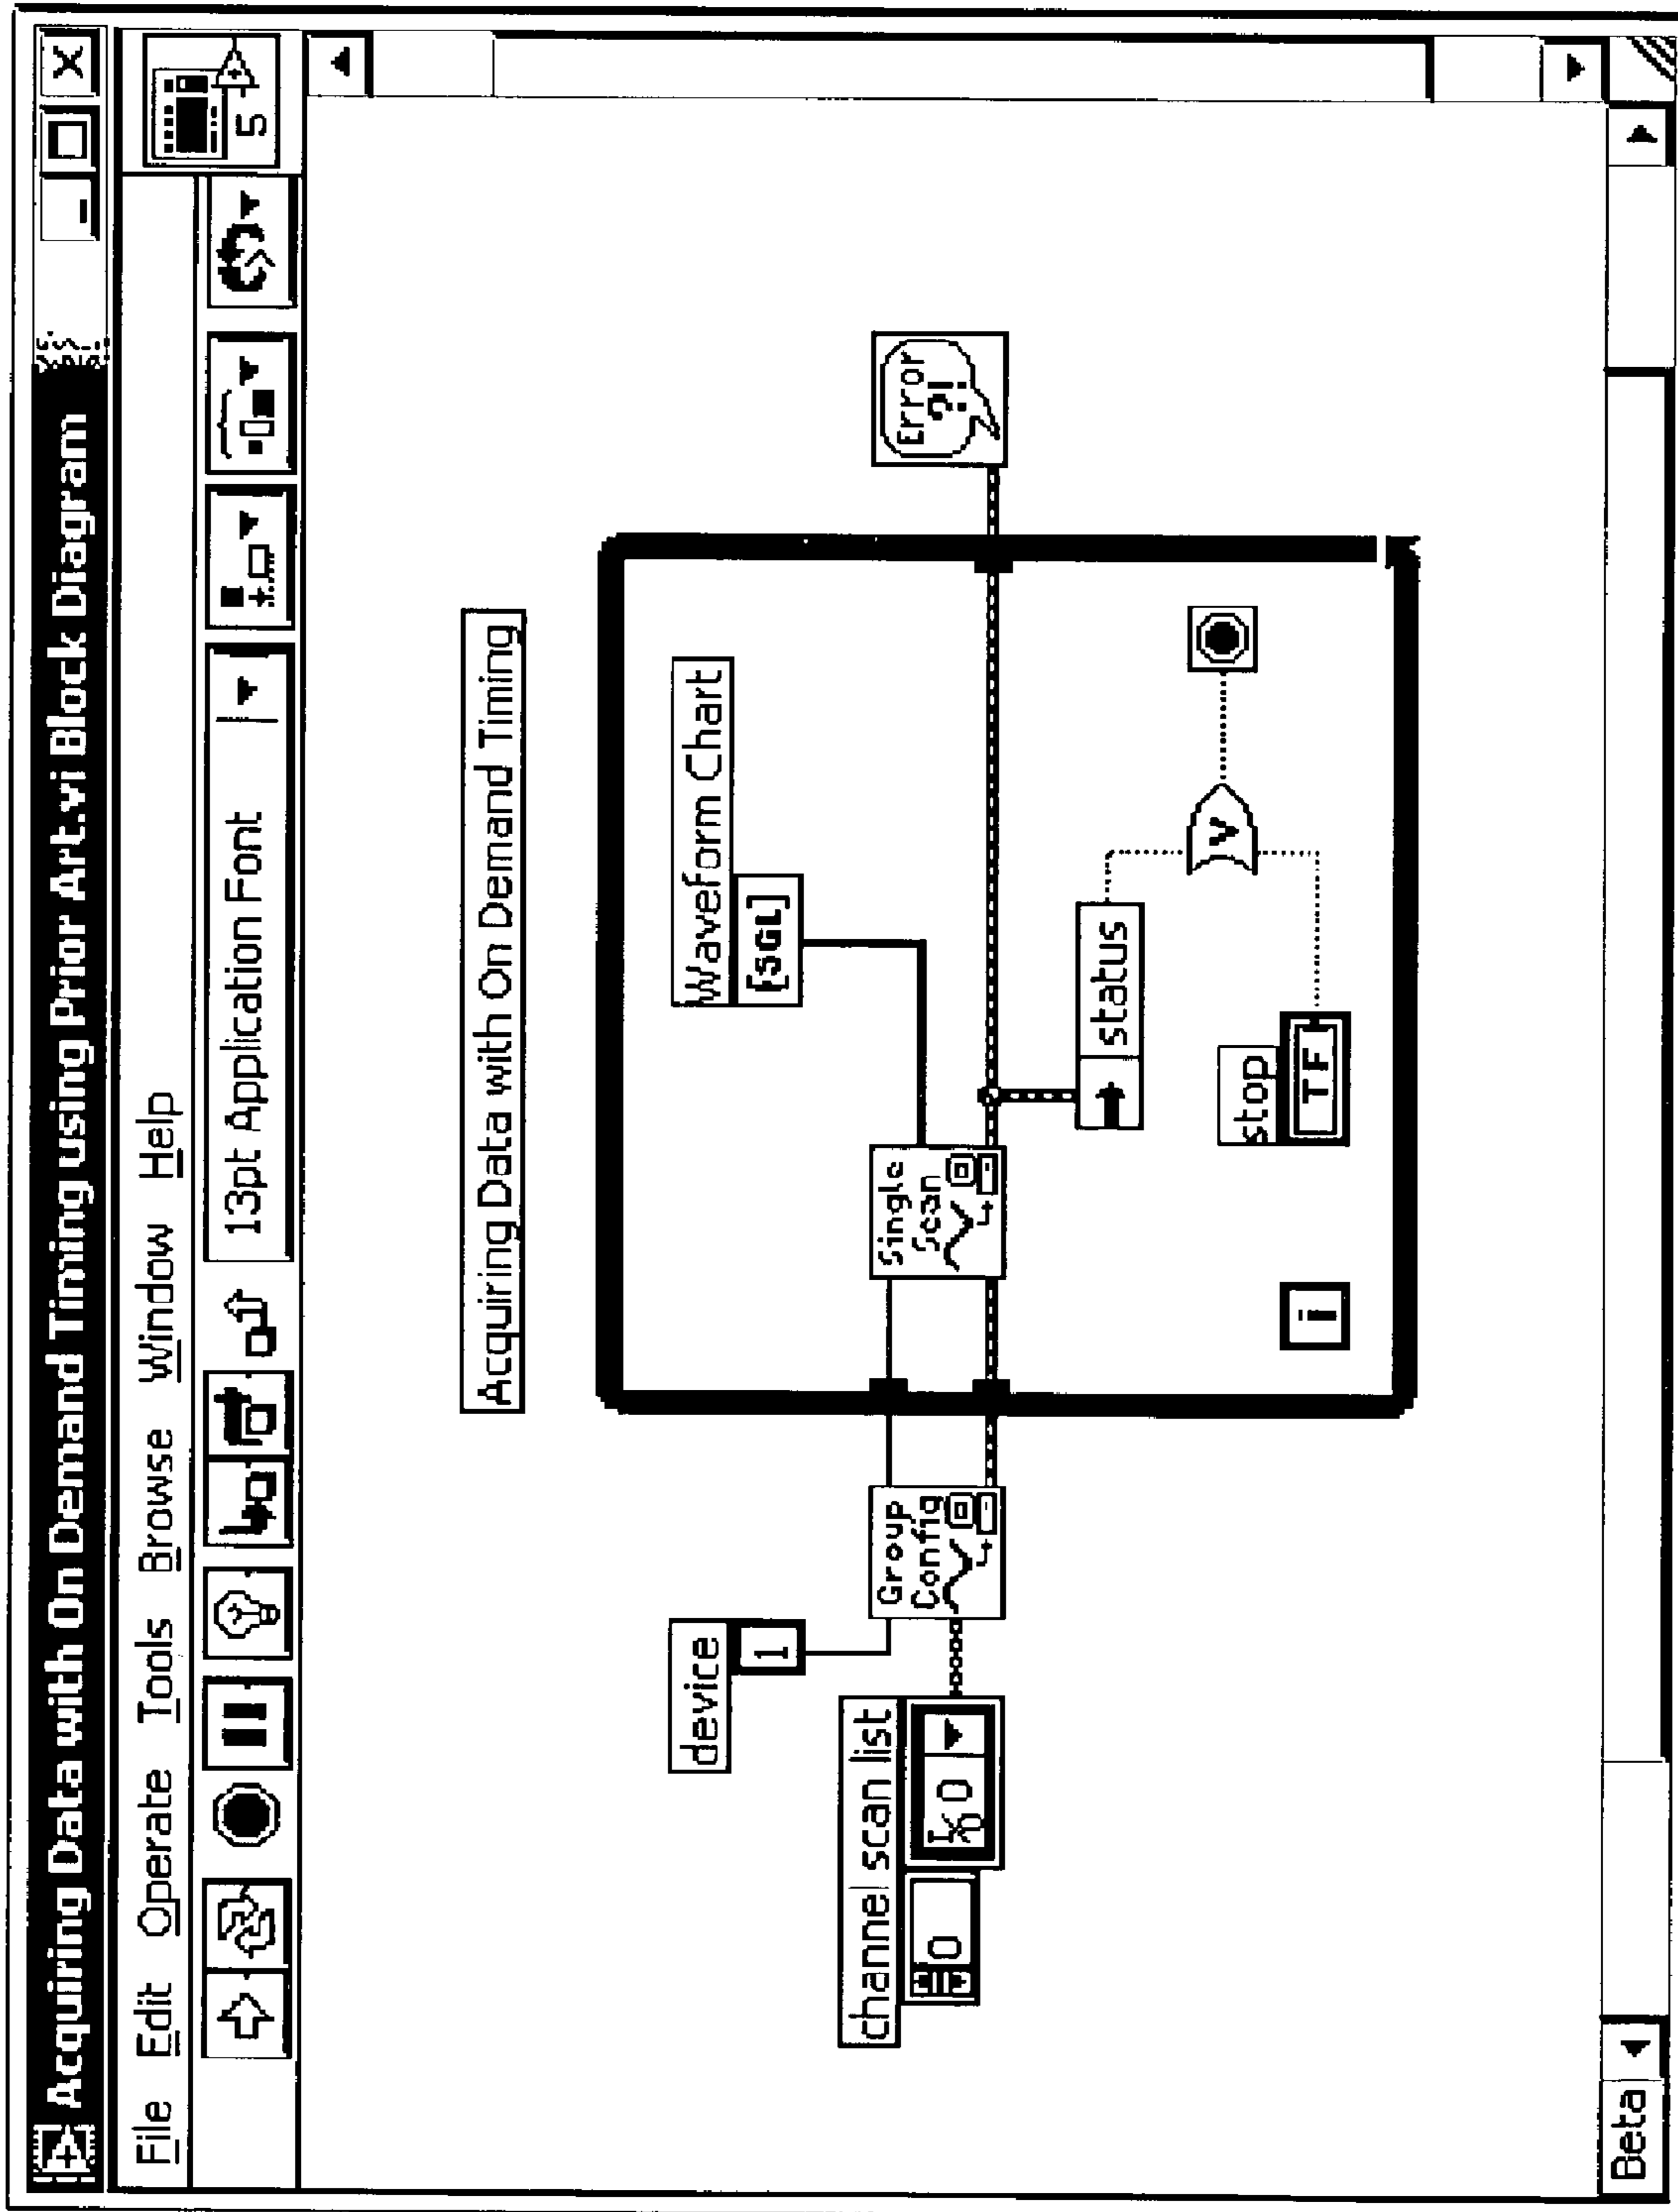 Acquiring Data with On Demand Timing using Prior Art.vi Block Diagram
File Edit Operate Tools Browse Window Help
13pt Application Font
5
Acquiring Data with On Demand Timing
device
1
channel scan list
0
I/O
Group
Config
Single
Scan
Waveform Chart
[SGL]
status
stop
TF
V
i
Error
?!
Beta